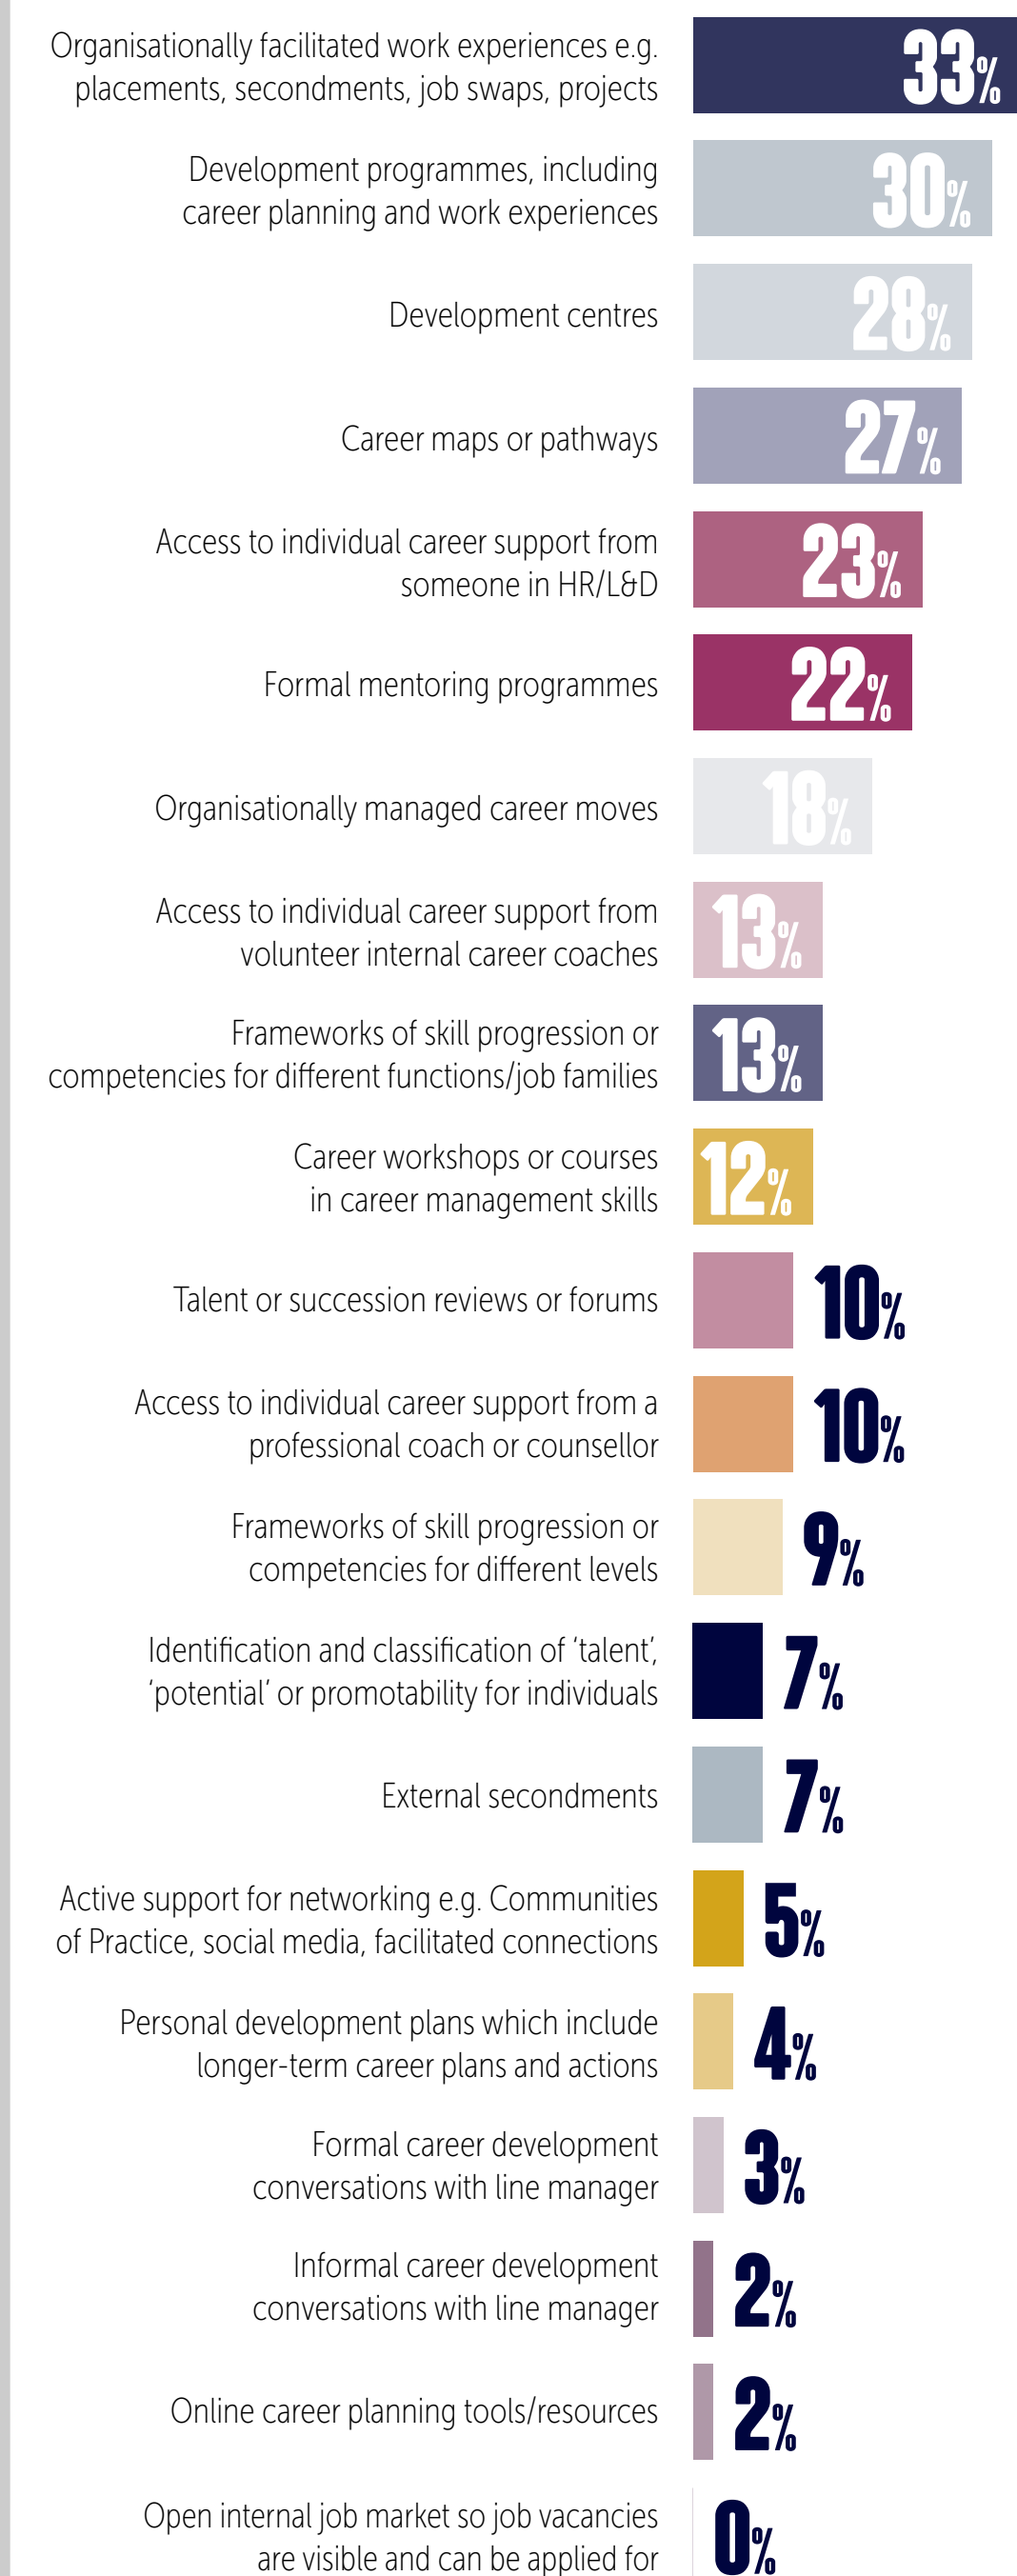 Organisationally facilitated work experiences e.g.
placements, secondments, job swaps, projects
33%
Development programmes, including
career planning and work experiences
30%
Development centres
28%
Career maps or pathways
27%
Access to individual career support from
someone in HR/L&D
23%
Formal mentoring programmes
22%
Organisationally managed career moves
18%
Access to individual career support from
volunteer internal career coaches
13%
Frameworks of skill progression or
competencies for different functions/job families
13%
Career workshops or courses
in career management skills
12%
Talent or succession reviews or forums
10%
Access to individual career support from a
professional coach or counsellor
10%
Frameworks of skill progression or
competencies for different levels
9%
Identification and classification of ‘talent’,
‘potential’ or promotability for individuals
7%
External secondments
7%
Active support for networking e.g. Communities
of Practice, social media, facilitated connections
5%
Personal development plans which include
longer-term career plans and actions
4%
Formal career development
conversations with line manager
3%
Informal career development
conversations with line manager
2%
Online career planning tools/resources
2%
Open internal job market so job vacancies
are visible and can be applied for
0%